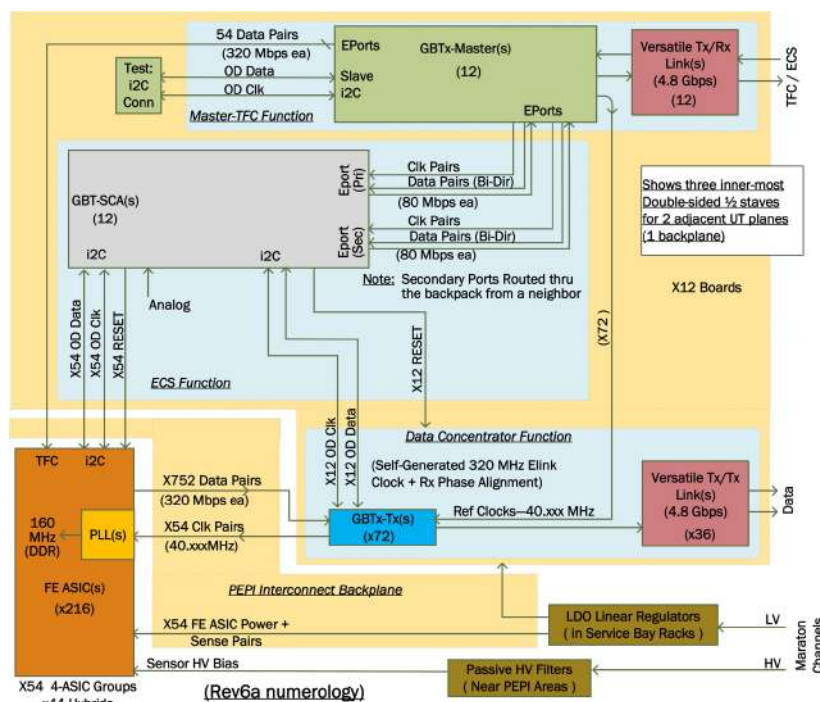 54 Data Pairs
(320 Mbps ea)
EPorts
GBTx-Master(s)
(12)
Versatile Tx/Rx
Link(s)
(4.8 Gbps)
(12)
TFC / ECS
Test:
i2C
Conn
OD Data
OD Clk
Slave
i2C
Master-TFC Function
EPorts
GBT-SCA(s)
(12)
Eport
(Pri)
Clk Pairs
Data Pairs (Bi-Dir)
(80 Mbps ea)
Eport
(Sec)
Clk Pairs
Data Pairs (Bi-Dir)
(80 Mbps ea)
i2C
i2C
Shows three inner-most
Double-sided ½ staves
for 2 adjacent UT planes
(1 backplane)
X12 Boards
Note: Secondary Ports Routed thru
the backpack from a neighbor
Analog
X54 OD Data
X54 OD Clk
X54 RESET
ECS Function
X12 OD Clk
X12 OD Data
X12 RESET
(X72)
Data Concentrator Function
(Self-Generated 320 MHz Elink
Clock + Rx Phase Alignment)
TFC
i2C
X752 Data Pairs
(320 Mbps ea)
160
MHz
(DDR)
PLL(s)
X54 Clk Pairs
(40.xxxMHz)
GBTx-Tx(s)
(x72)
Ref Clocks—40.xxx MHz
Versatile Tx/Tx
Link(s)
(4.8 Gbps)
(x36)
Data
FE ASIC(s)
(x216)
PEPI Interconnect Backplane
X54 FE ASIC Power +
Sense Pairs
LDO Linear Regulators
( in Service Bay Racks)
LV
Sensor HV Bias
Passive HV Filters
( Near PEPI Areas)
HV
Maraton
Channels
X54 4-ASIC Groups
x44 Hybrids
(Rev6a numerology)